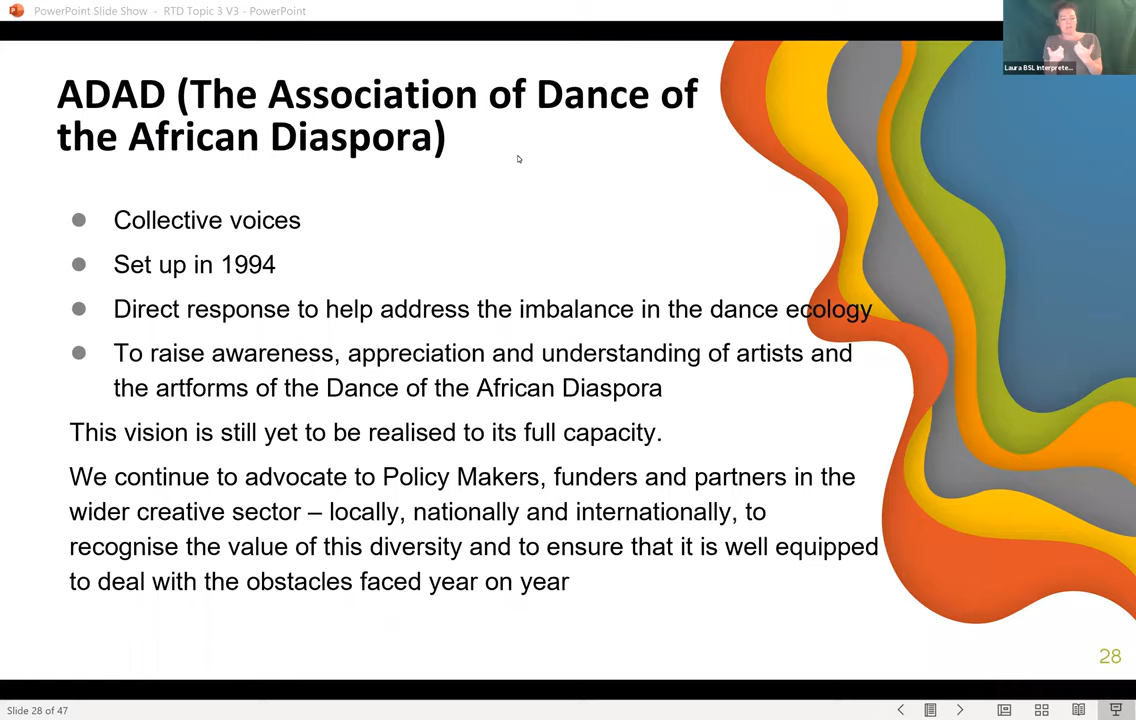 PowerPoint Slide Show - RTD Topic 3 V3 - PowerPoint
Laura BSL Interprete...
ADAD (The Association of Dance of
the African Diaspora)
Collective voices
Set up in 1994
Direct response to help address the imbalance in the dance ecology
To raise awareness, appreciation and understanding of artists and
the artforms of the Dance of the African Diaspora
This vision is still yet to be realised to its full capacity.
We continue to advocate to Policy Makers, funders and partners in the
wider creative sector – locally, nationally and internationally, to
recognise the value of this diversity and to ensure that it is well equipped
to deal with the obstacles faced year on year
28
Slide 28 of 47